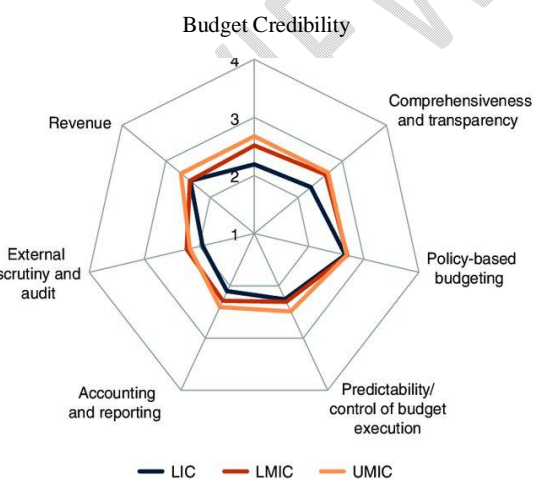 Budget Credibility
4
Comprehensiveness
and transparency
3
Revenue
2
1
External
scrutiny and
audit
Policy-based
budgeting
Accounting
and reporting
Predictability/
control of budget
execution
LIC LMIC UMIC